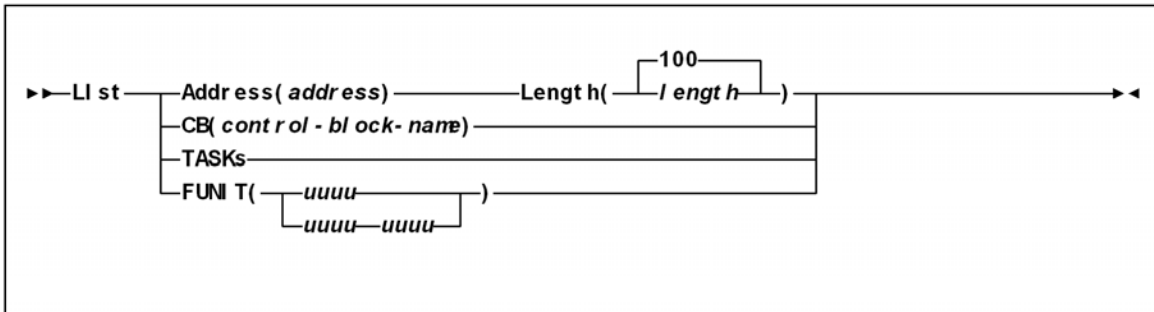 100
LIst Address(address) Length( length )
CB(control-block-name)
TASKs
FUNIT( uuuu )
uuuu uuuu